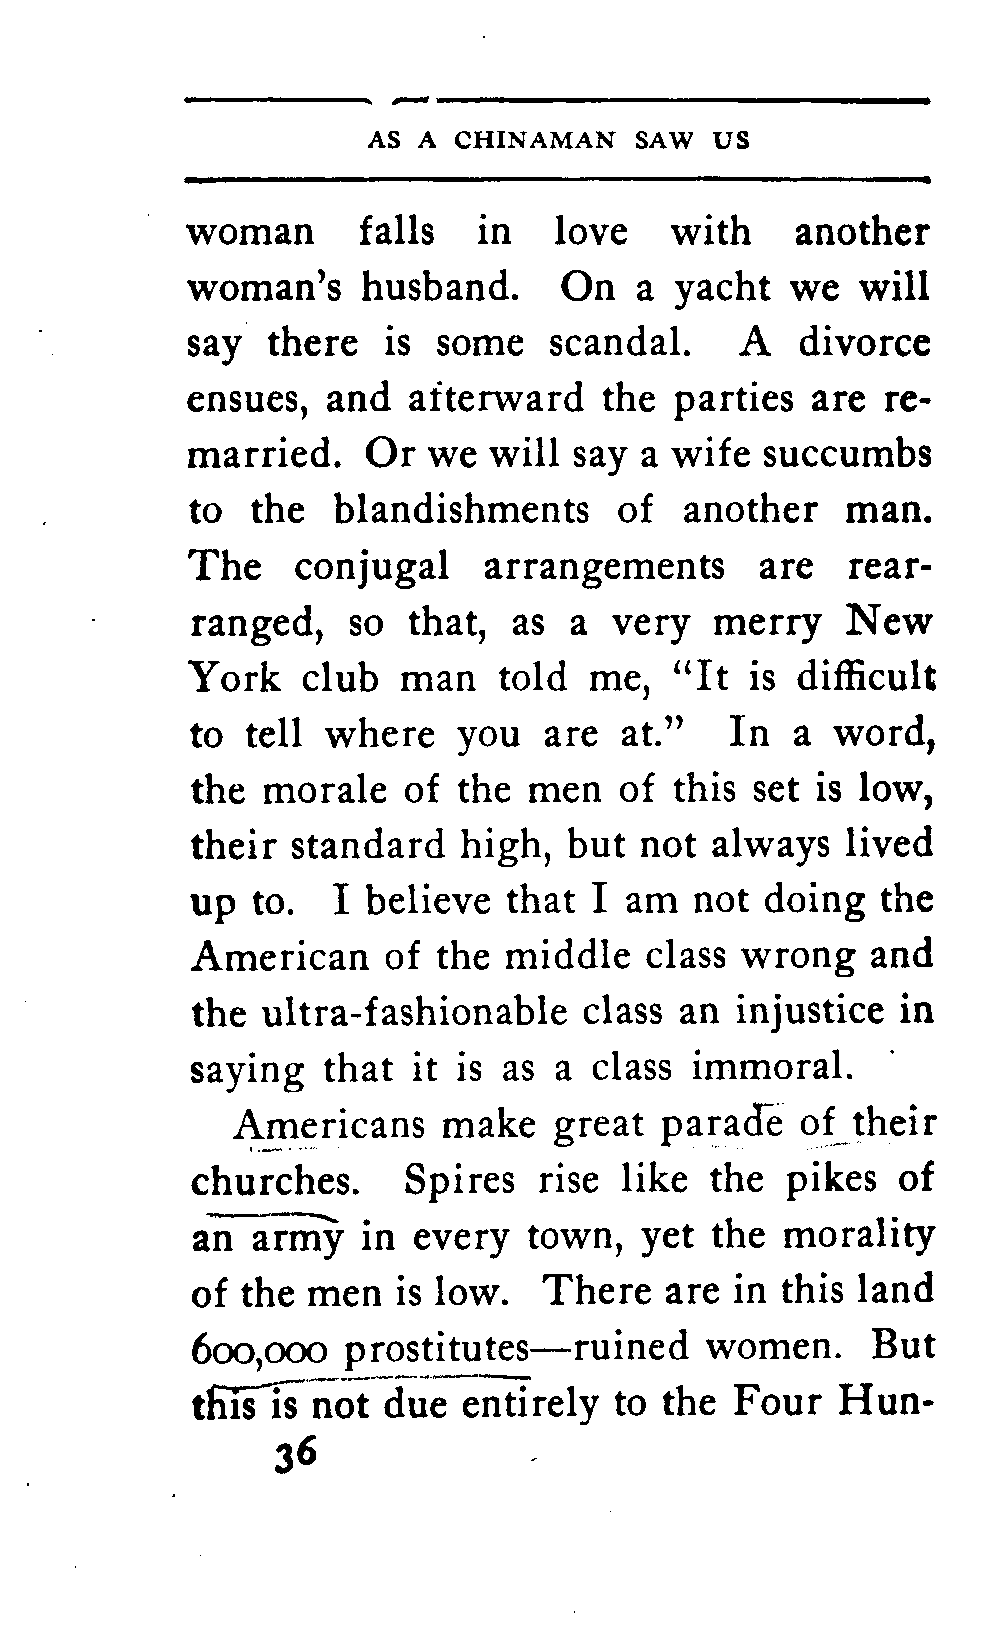 AS A CHINAMAN SAW US
woman falls in love with another
woman's husband. On a yacht we will
say there is some scandal. A divorce
ensues, and afterward the parties are re-
married. Or we will say a wife succumbs
to the blandishments of another man.
The conjugal arrangements are rear-
ranged, so that, as a very merry New
York club man told me, "It is difficult
to tell where you are at." In a word,
the morale of the men of this set is low,
their standard high, but not always lived
up to. I believe that I am not doing the
American of the middle class wrong and
the ultra-fashionable class an injustice in
saying that it is as a class immoral.
Americans make great parade of their
churches. Spires rise like the pikes of
an army in every town, yet the morality
of the men is low. There are in this land
600,000 prostitutes—ruined women. But
this is not due entirely to the Four Hun-
36